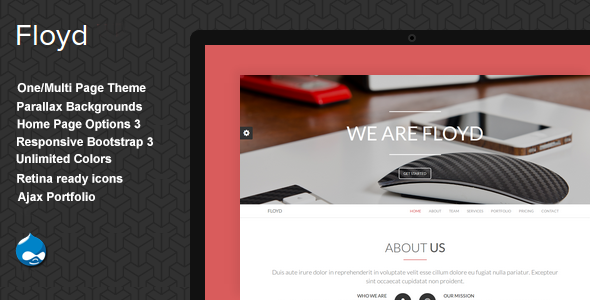 Floyd
One/Multi Page Theme
Parallax Backgrounds
Home Page Options 3
Responsive Bootstrap 3
Unlimited Colors
Retina ready icons
Ajax Portfolio
WE ARE FLOYD
GET STARTED
FLOYD
HOME ABOUT TEAM SERVICES PORTFOLIO PRICING CONTACT
ABOUT US
Duis aute irure dolor in reprehenderit in voluptate velit esse cillum dolore eu fugiat nulla pariatur. Excepteur
sint occaecat cupidatat non proident.
WHO WE ARE
OUR MISSION